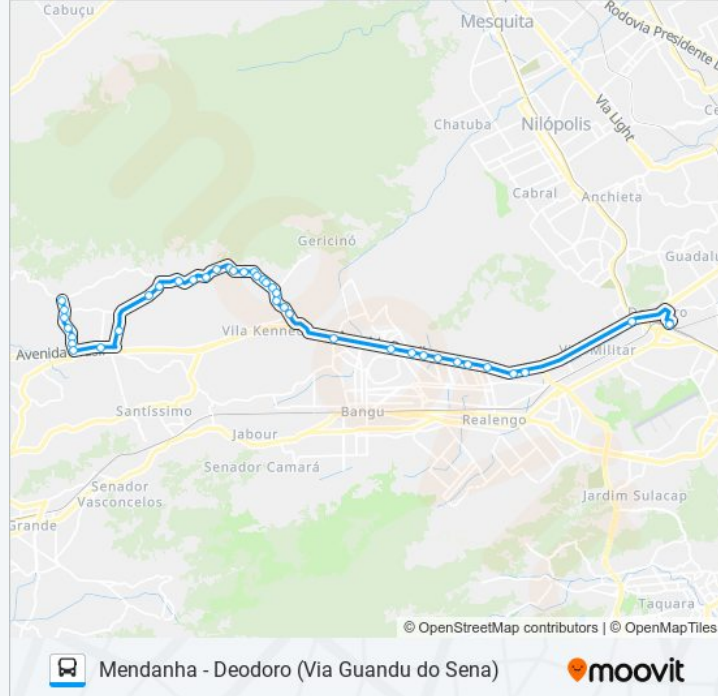 Cabuçu
Mesquita
Rodovia Presidente
Via Light
Chatuba
Nilópolis
Cabral
Anchieta
Gericinó
Guadalu
Vila Kenne
Avenida
Vi
Militar
Santíssimo
Bangu
Realengo
Jabour
Senador Camará
Senador
Vasconcelos
Grande
Jardim Sulacap
Taquara
© OpenStreetMap contributors | © OpenMapTiles
Mendanha - Deodoro (Via Guandu do Sena)
moovit